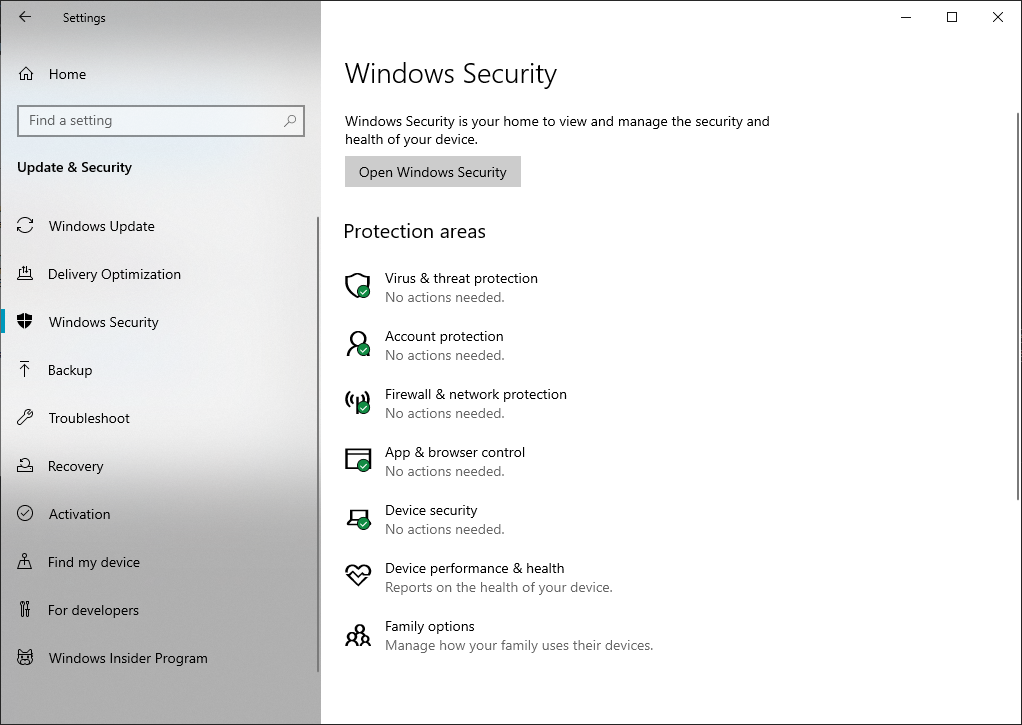 Settings
Home
Find a setting
Update & Security
Windows Update
Delivery Optimization
Windows Security
Backup
Troubleshoot
Recovery
Activation
Find my device
For developers
Windows Insider Program
Windows Security
Windows Security is your home to view and manage the security and
health of your device.
Open Windows Security
Protection areas
Virus & threat protection
No actions needed.
Account protection
No actions needed.
Firewall & network protection
No actions needed.
App & browser control
No actions needed.
Device security
No actions needed.
Device performance & health
Reports on the health of your device.
Family options
Manage how your family uses their devices.